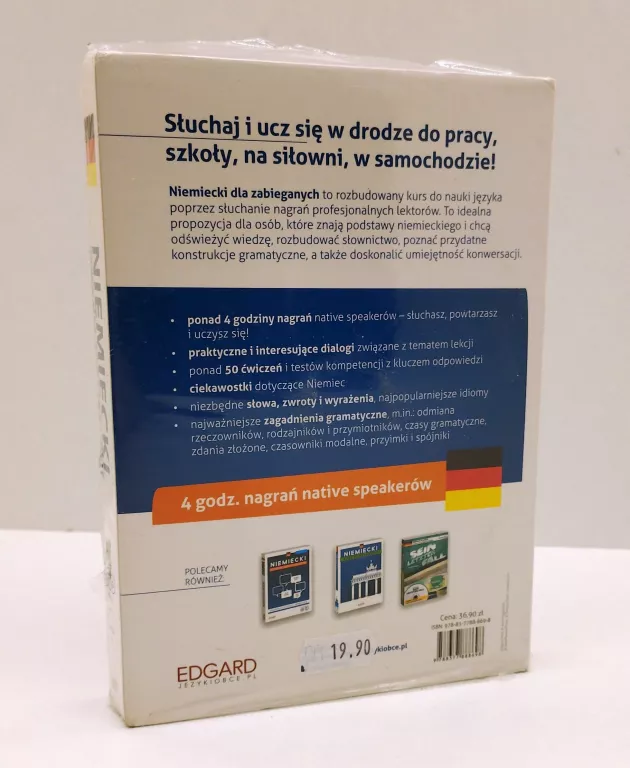 Słuchaj i ucz się w drodze do pracy,
szkoły, na siłowni, w samochodzie!
Niemiecki dla zabieganych to rozbudowany kurs do nauki języka
poprzez słuchanie nagrań profesjonalnych lektorów. To idealna
propozycja dla osób, które znają podstawy niemieckiego i chcą
odświeżyć wiedzę, rozbudować słownictwo, poznać przydatne
konstrukcje gramatyczne, a także doskonalić umiejętność konwersacji.
NIEMIECKI
• ponad 4 godziny nagrań native speakerów – słuchasz, powtarzasz
i uczysz się!
• praktyczne i interesujące dialogi związane z tematem lekcji
• ponad 50 ćwiczeń i testów kompetencji z kluczem odpowiedzi
• ciekawostki dotyczące Niemiec
• niezbędne słowa, zwroty i wyrażenia, najpopularniejsze idiomy
• najważniejsze zagadnienia gramatyczne, m.in.: odmiana
rzeczowników, rodzajników i przymiotników, czasy gramatyczne,
zdania złożone, czasowniki modalne, przyimki i spójniki
4 godz. nagrań native speakerów
POLECAMY
RÓWNIEŻ:
NIEMIECKI
NIEMIECKI
SEIN
FALL
Cena: 36,90 zł
19.90 /kiobce.pl
EDGARD
JEZYKIOBCE.PL